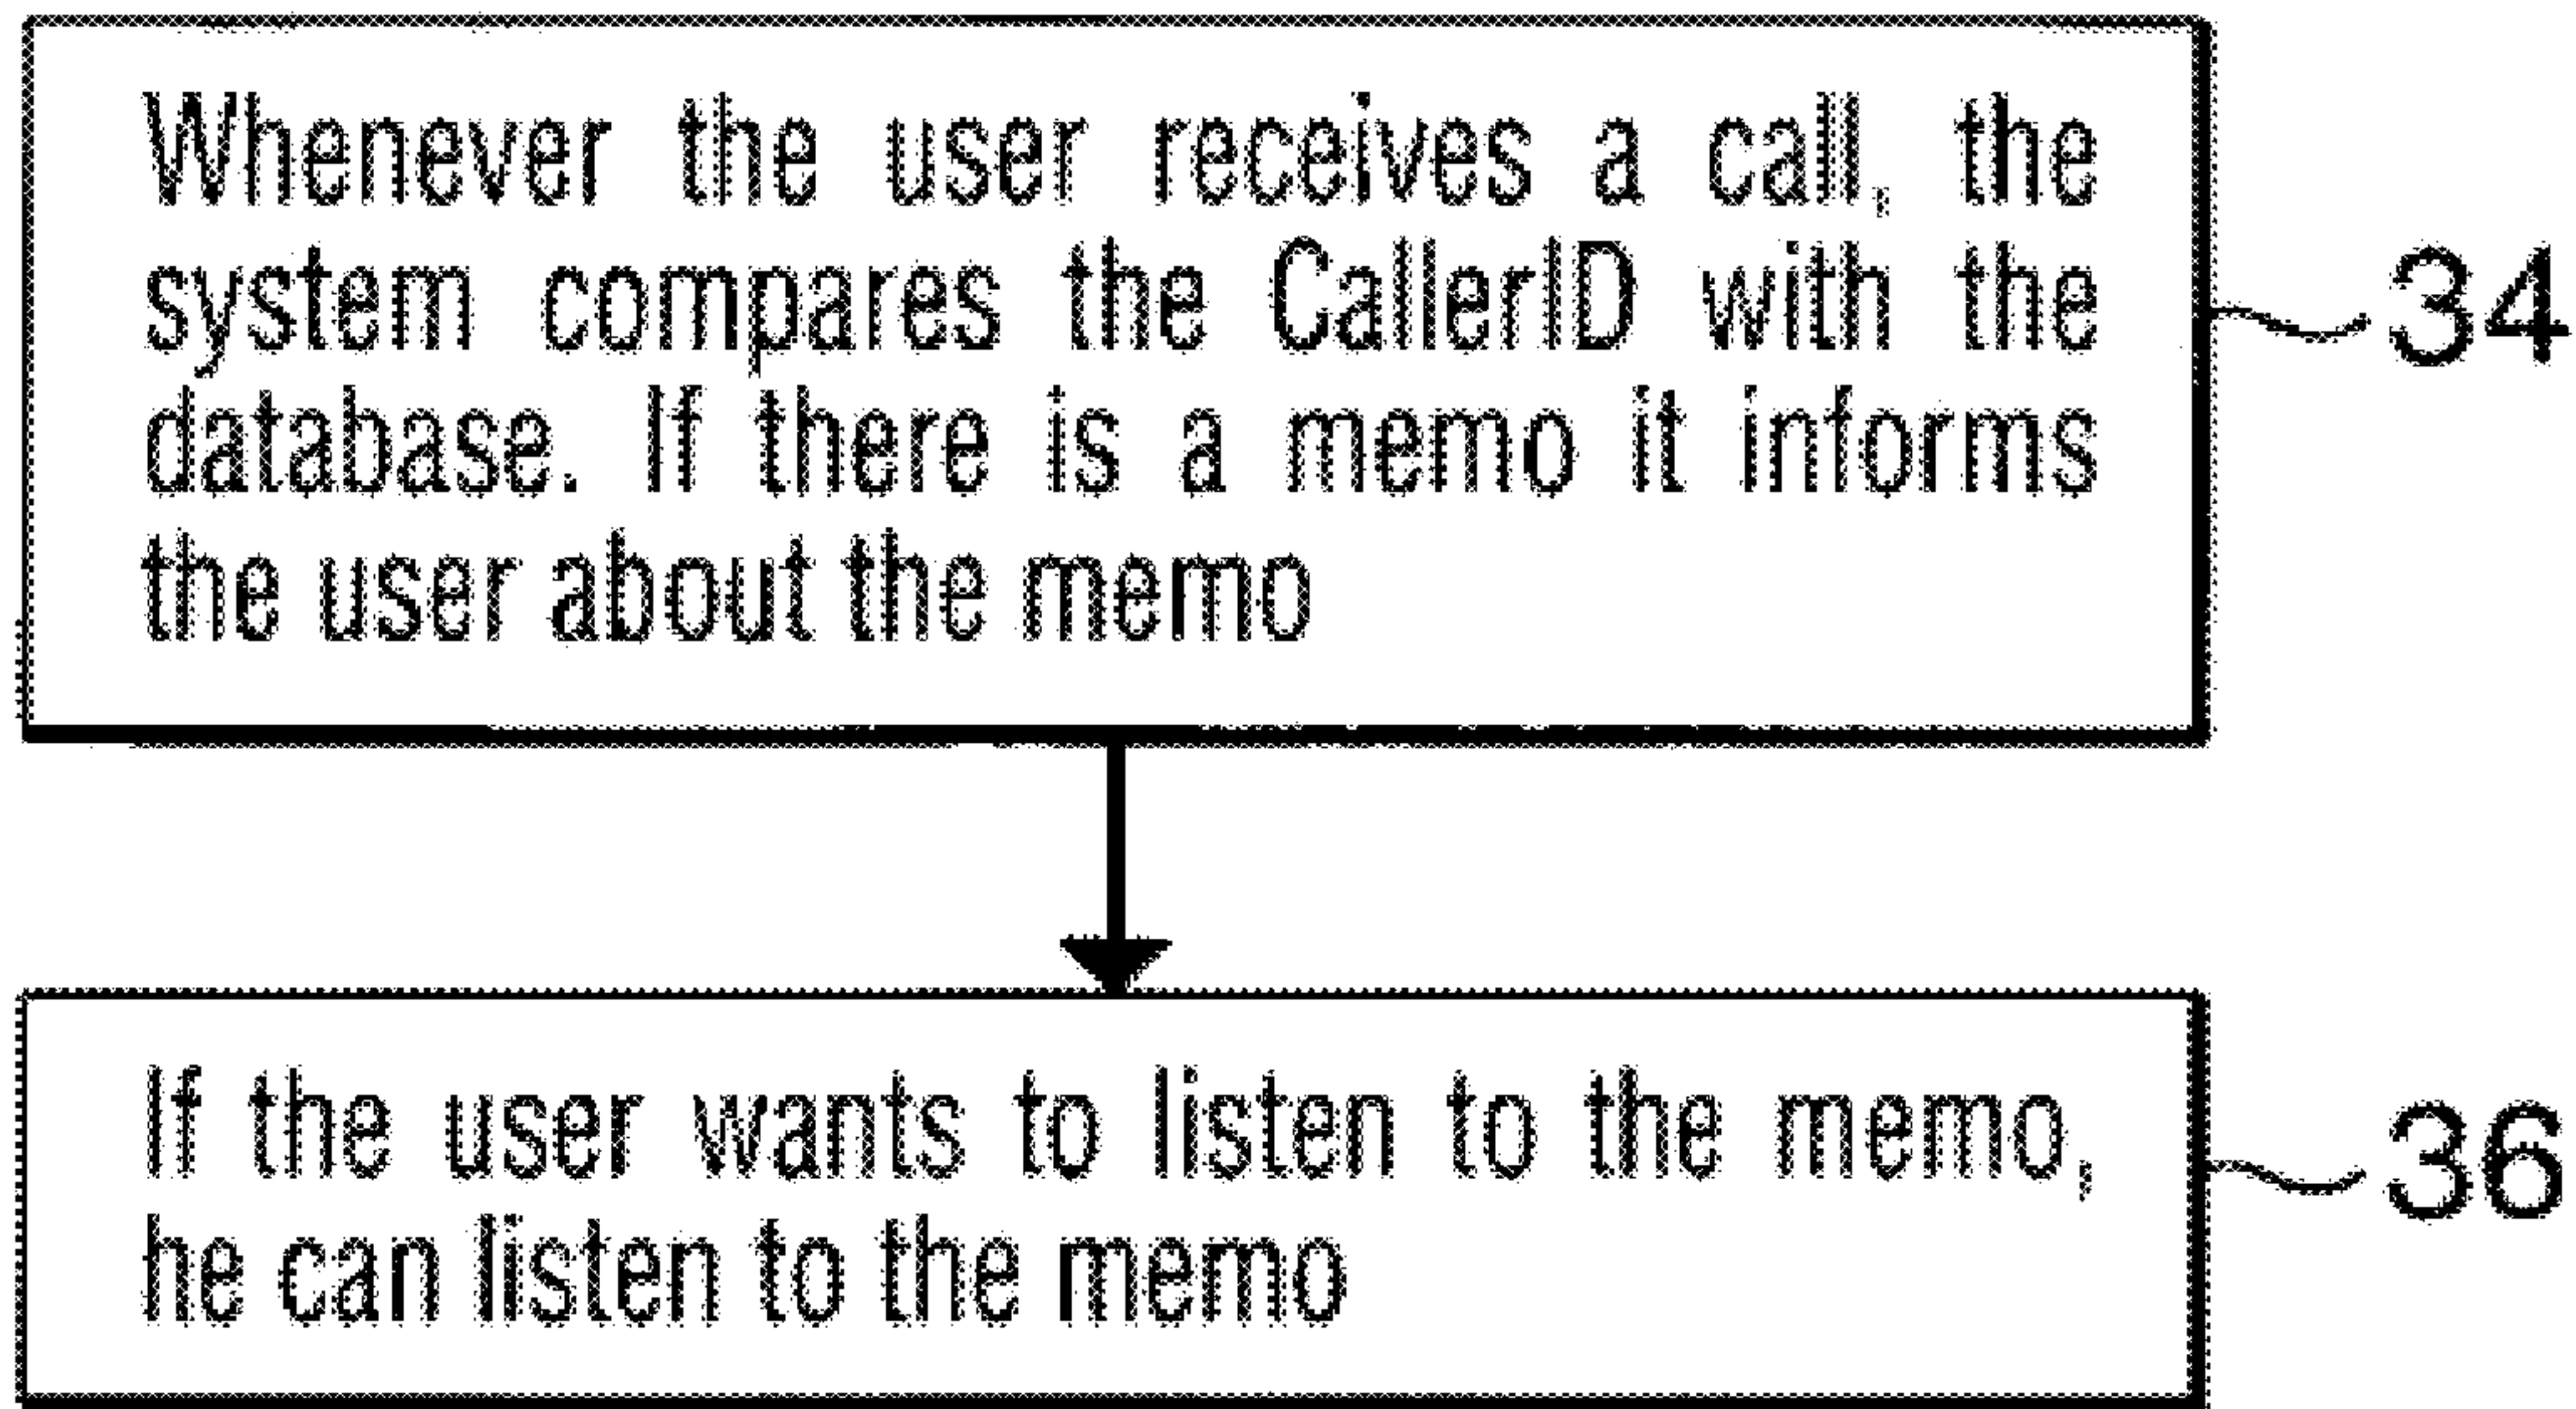 Whenever the user receives a call, the
system compares the CallerID with the
database. If there is a memo it informs
the user about the memo
34
If the user wants to listen to the memo,
he can listen to the memo
36